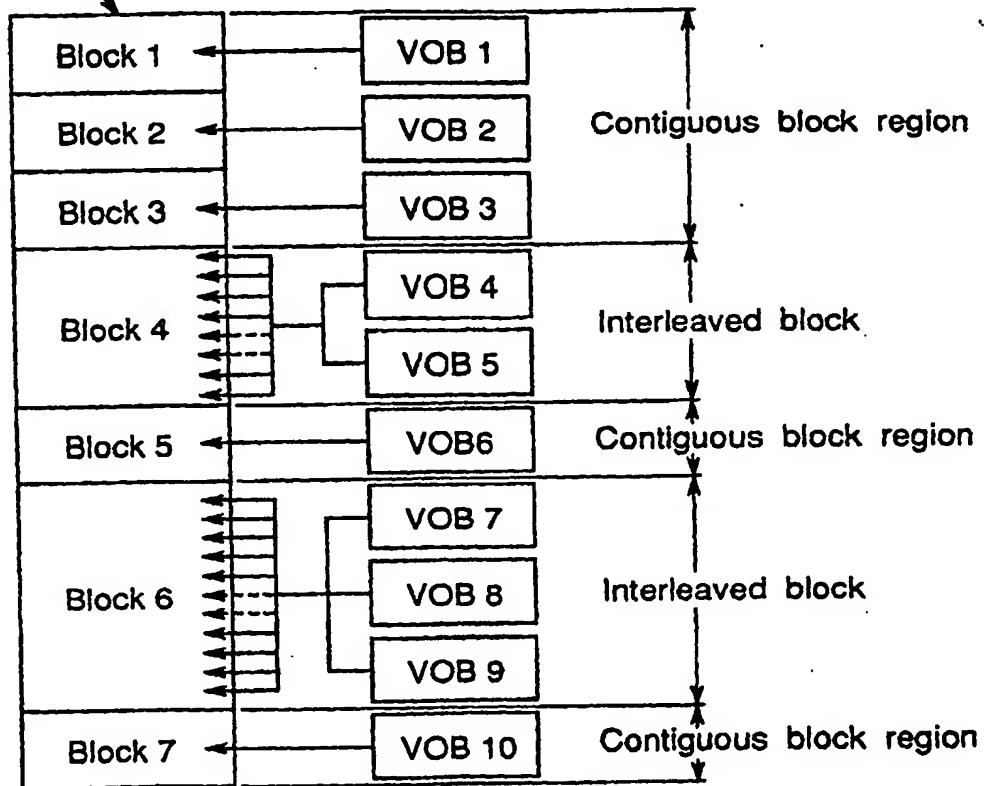 Block 1
VOB 1
Block 2
VOB 2
Contiguous block region
Block 3
VOB 3
VOB 4
Block 4
Interleaved block
VOB 5
Block 5
VOB6
Contiguous block region
VOB 7
Block 6
VOB 8
Interleaved block
VOB 9
Block 7
VOB 10
Contiguous block region